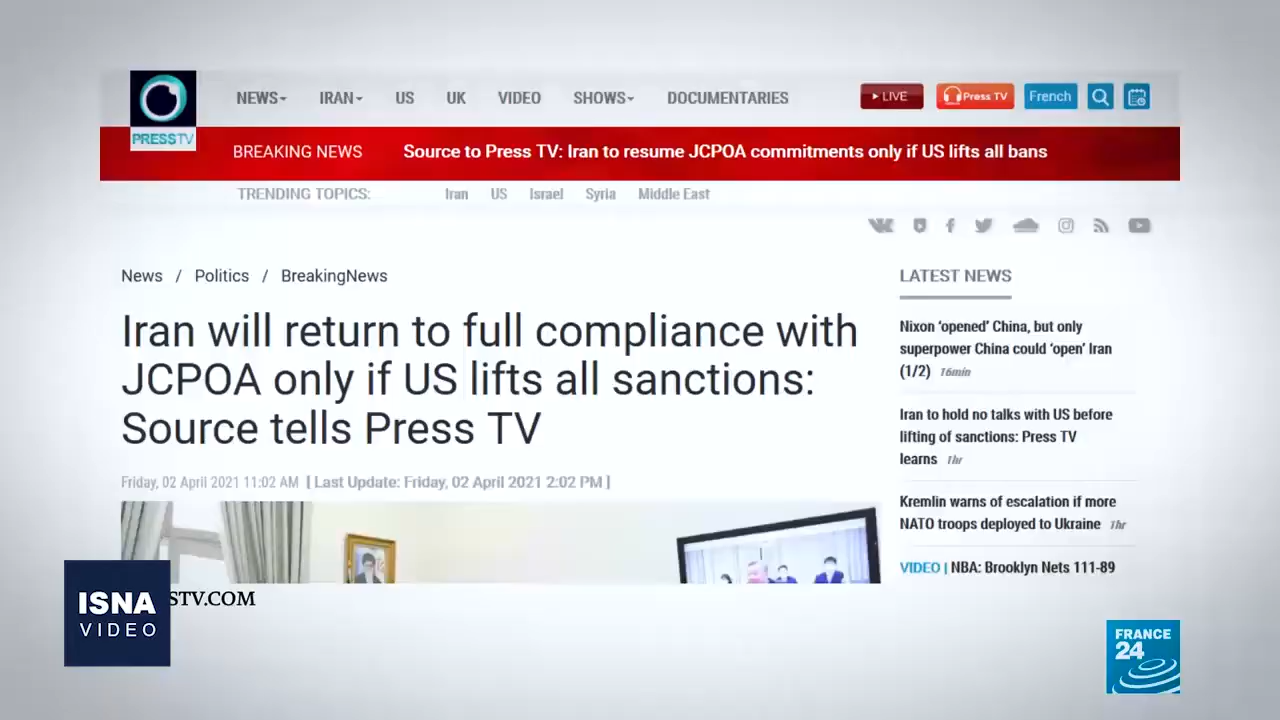 PRESSTV
NEWS IRAN US UK VIDEO SHOWS DOCUMENTARIES LIVE Press TV French
BREAKING NEWS Source to Press TV: Iran to resume JCPOA commitments only if US lifts all bans
TRENDING TOPICS: Iran US Israel Syria Middle East
News / Politics / BreakingNews
Iran will return to full compliance with
JCPOA only if US lifts all sanctions:
Source tells Press TV
Friday, 02 April 2021 11:02 AM [ Last Update: Friday, 02 April 2021 2:02 PM ]
LATEST NEWS
Nixon ‘opened’ China, but only
superpower China could ‘open’ Iran
(1/2) 16min
Iran to hold no talks with US before
lifting of sanctions: Press TV
learns 1hr
Kremlin warns of escalation if more
NATO troops deployed to Ukraine 1hr
VIDEO | NBA: Brooklyn Nets 111-89
STV.COM
ISNA
VIDEO
FRANCE
24